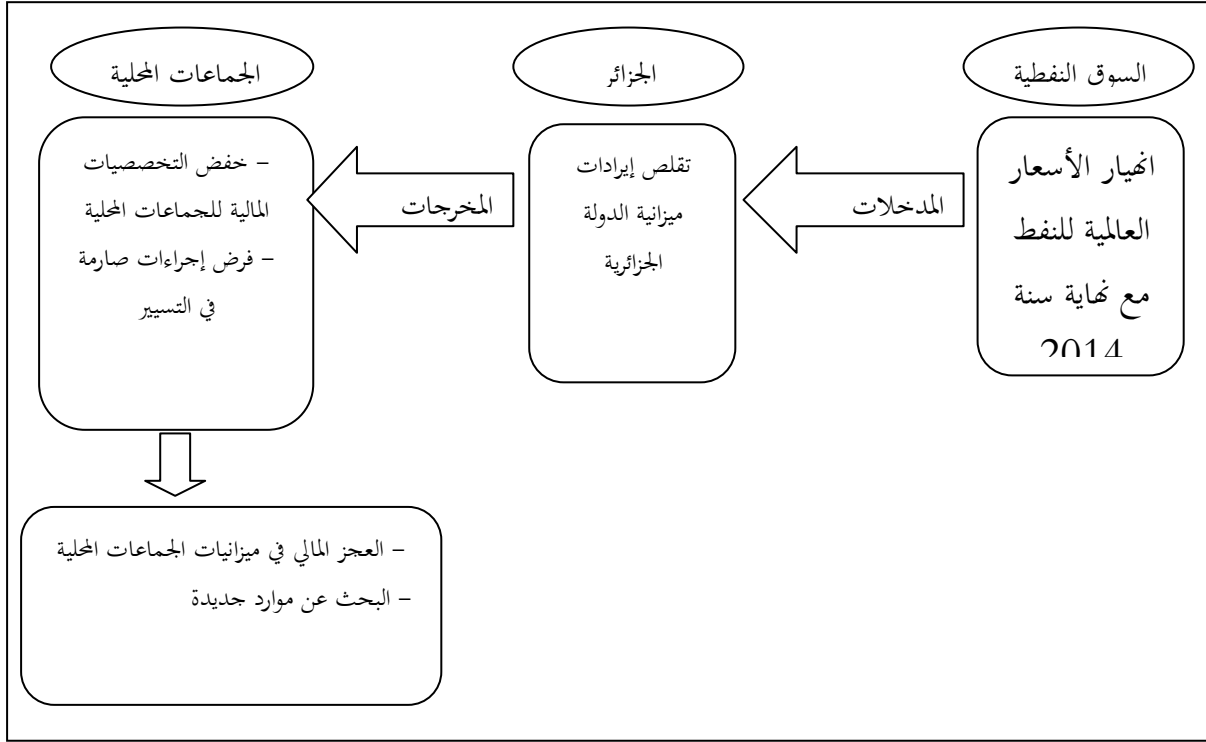 السوق النفطية
الجزائر
الجماعات المحلية
انهيار الأسعار
العالمية للنفط
مع نهاية سنة
2014
المدخلات
تقلص إيرادات
ميزانية الدولة
الجزائرية
المخرجات
– خفض التخصصيات
المالية للجماعات المحلية
– فرض إجراءات صارمة
في التسيير
– العجز المالي في ميزانيات الجماعات المحلية
– البحث عن موارد جديدة